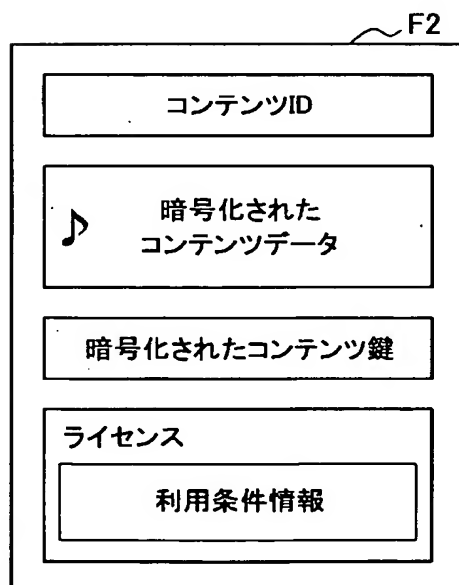 F2
コンテンツID
暗号化された
コンテンツデータ
暗号化されたコンテンツ鍵
ライセンス
利用条件情報